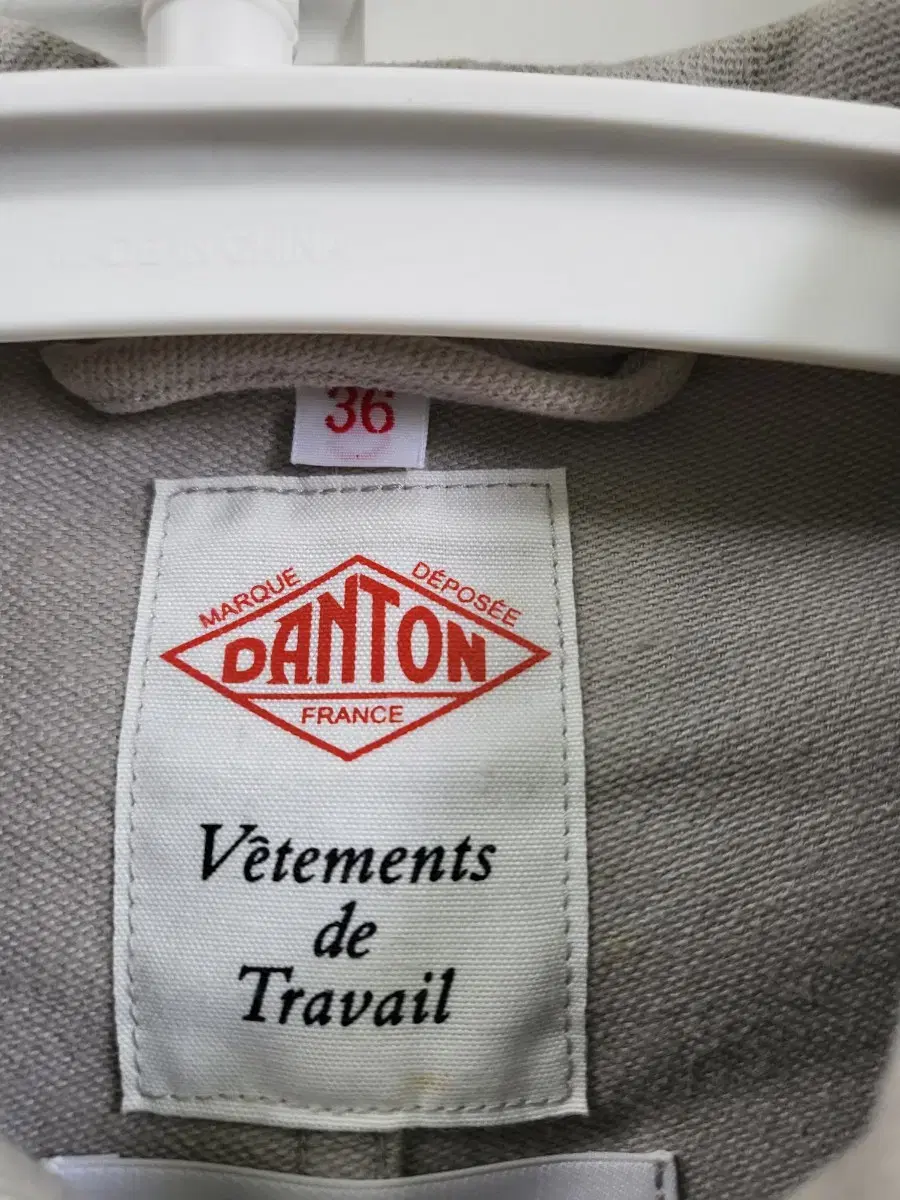 36
MARQUE DÉPOSÉE
DANTON
FRANCE
Vêtements
de
Travail